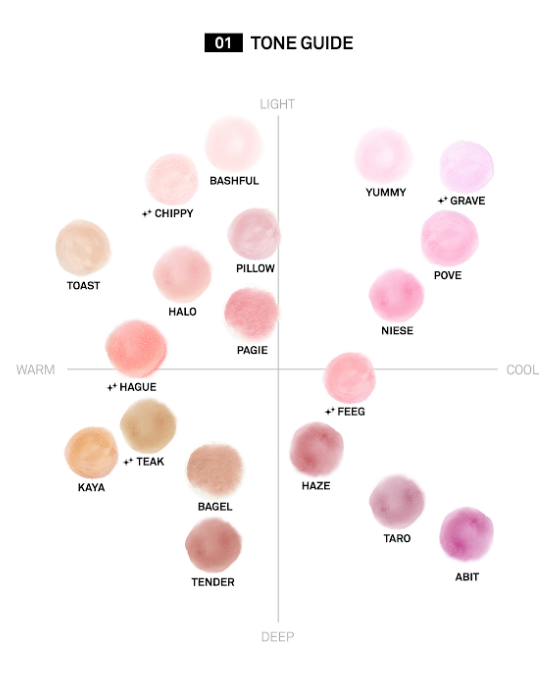 01 TONE GUIDE
LIGHT
BASHFUL
YUMMY
GRAVE
CHIPPY
PILLOW
POVE
TOAST
HALO
NIESE
PAGIE
WARM
COOL
HAGUE
FEEG
TEAK
KAYA
HAZE
BAGEL
TARO
TENDER
ABIT
DEEP